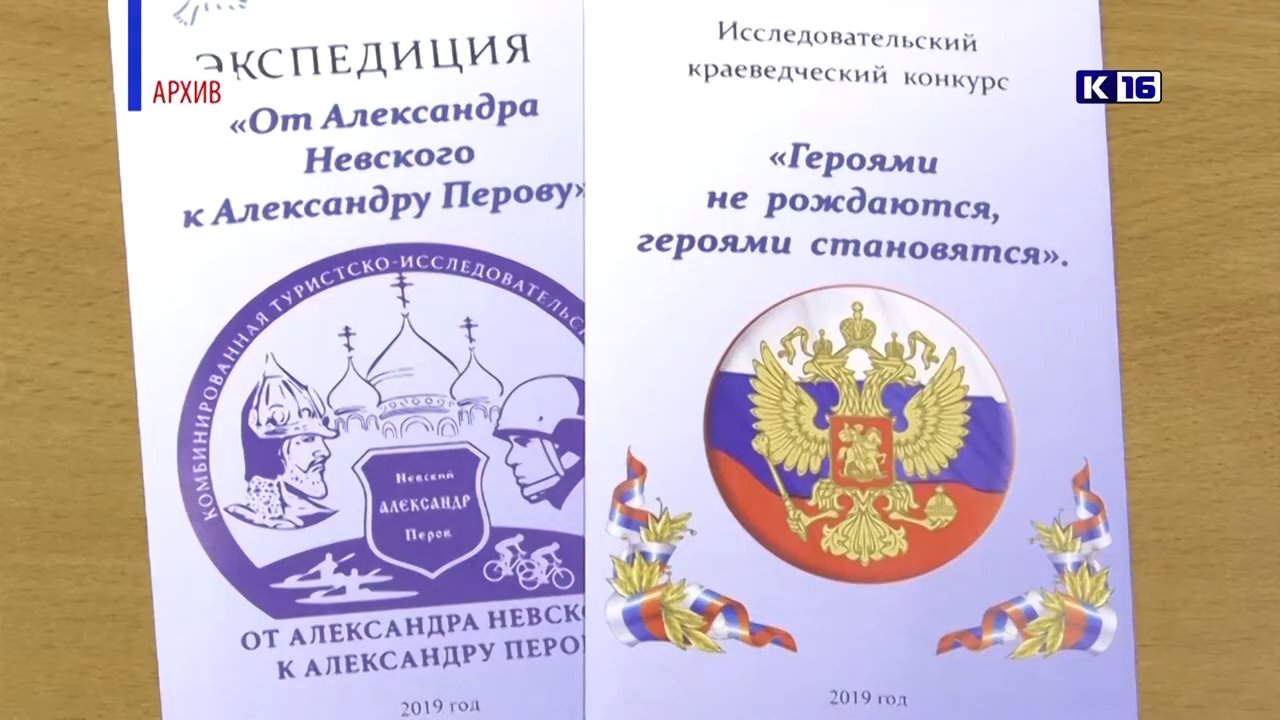 АРХИВ
К 16
ЭКСПЕДИЦИЯ
«От Александра
Невского
к Александру Перову»
КОМБИНИРОВАННАЯ ТУРИСТСКО-ИССЛЕДОВАТЕЛЬСК
Невский
АЛЕКСАНДР
Перов
ОТ АЛЕКСАНДРА НЕВСКО
К АЛЕКСАНДРУ ПЕРО
2019 год
Исследовательский
краеведческий конкурс
«Героями
не рождаются,
героями становятся».
2019 год